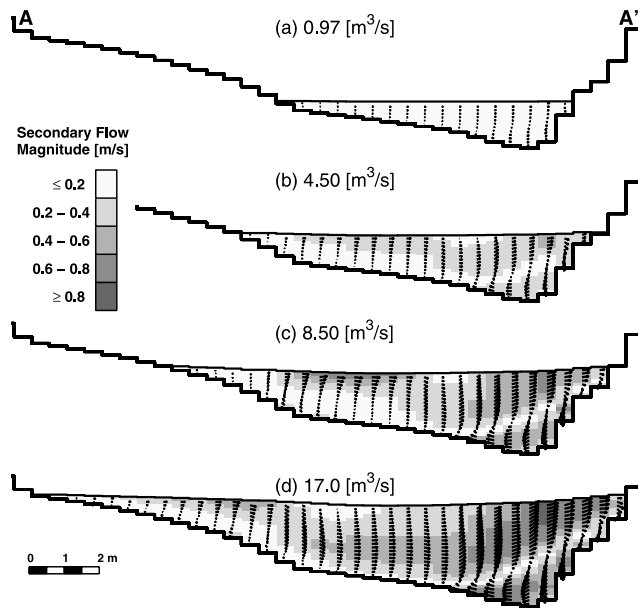 A
A'
(a) 0.97 [m³/s]
Secondary Flow
Magnitude [m/s]
≤ 0.2
0.2 – 0.4
0.4 – 0.6
0.6 – 0.8
≥ 0.8
(b) 4.50 [m³/s]
(c) 8.50 [m³/s]
(d) 17.0 [m³/s]
0 1 2 m